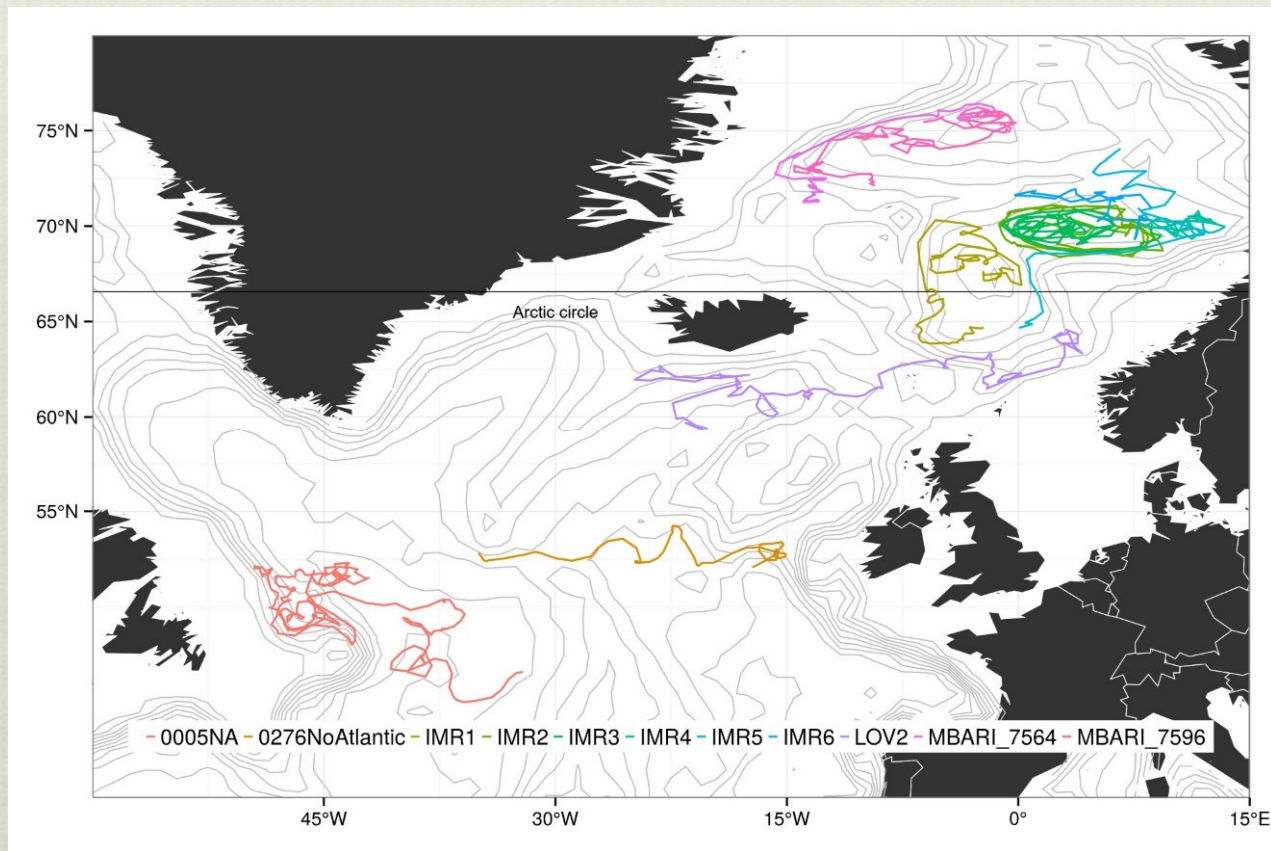 75°N
70°N
Arctic circle
65°N
60°N
55°N
0005NA 0276NoAtlantic IMR1 IMR2 IMR3 IMR4 IMR5 IMR6 LOV2 MBARI_7564 MBARI_7596
45°W 30°W 15°W 0° 15°E